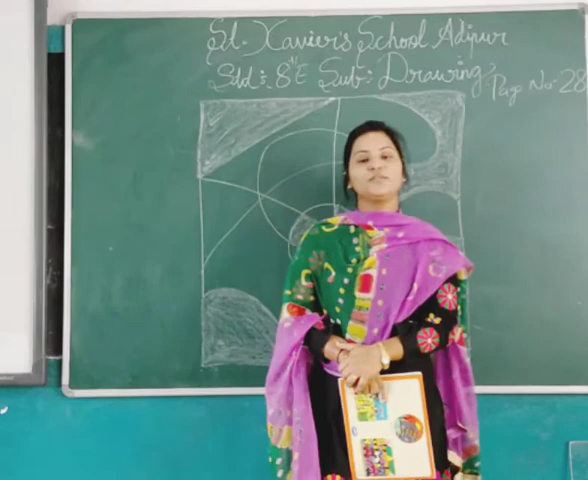 St. Xavier's School Adipur
Std : 8th E Sub : Drawing
Page No-28